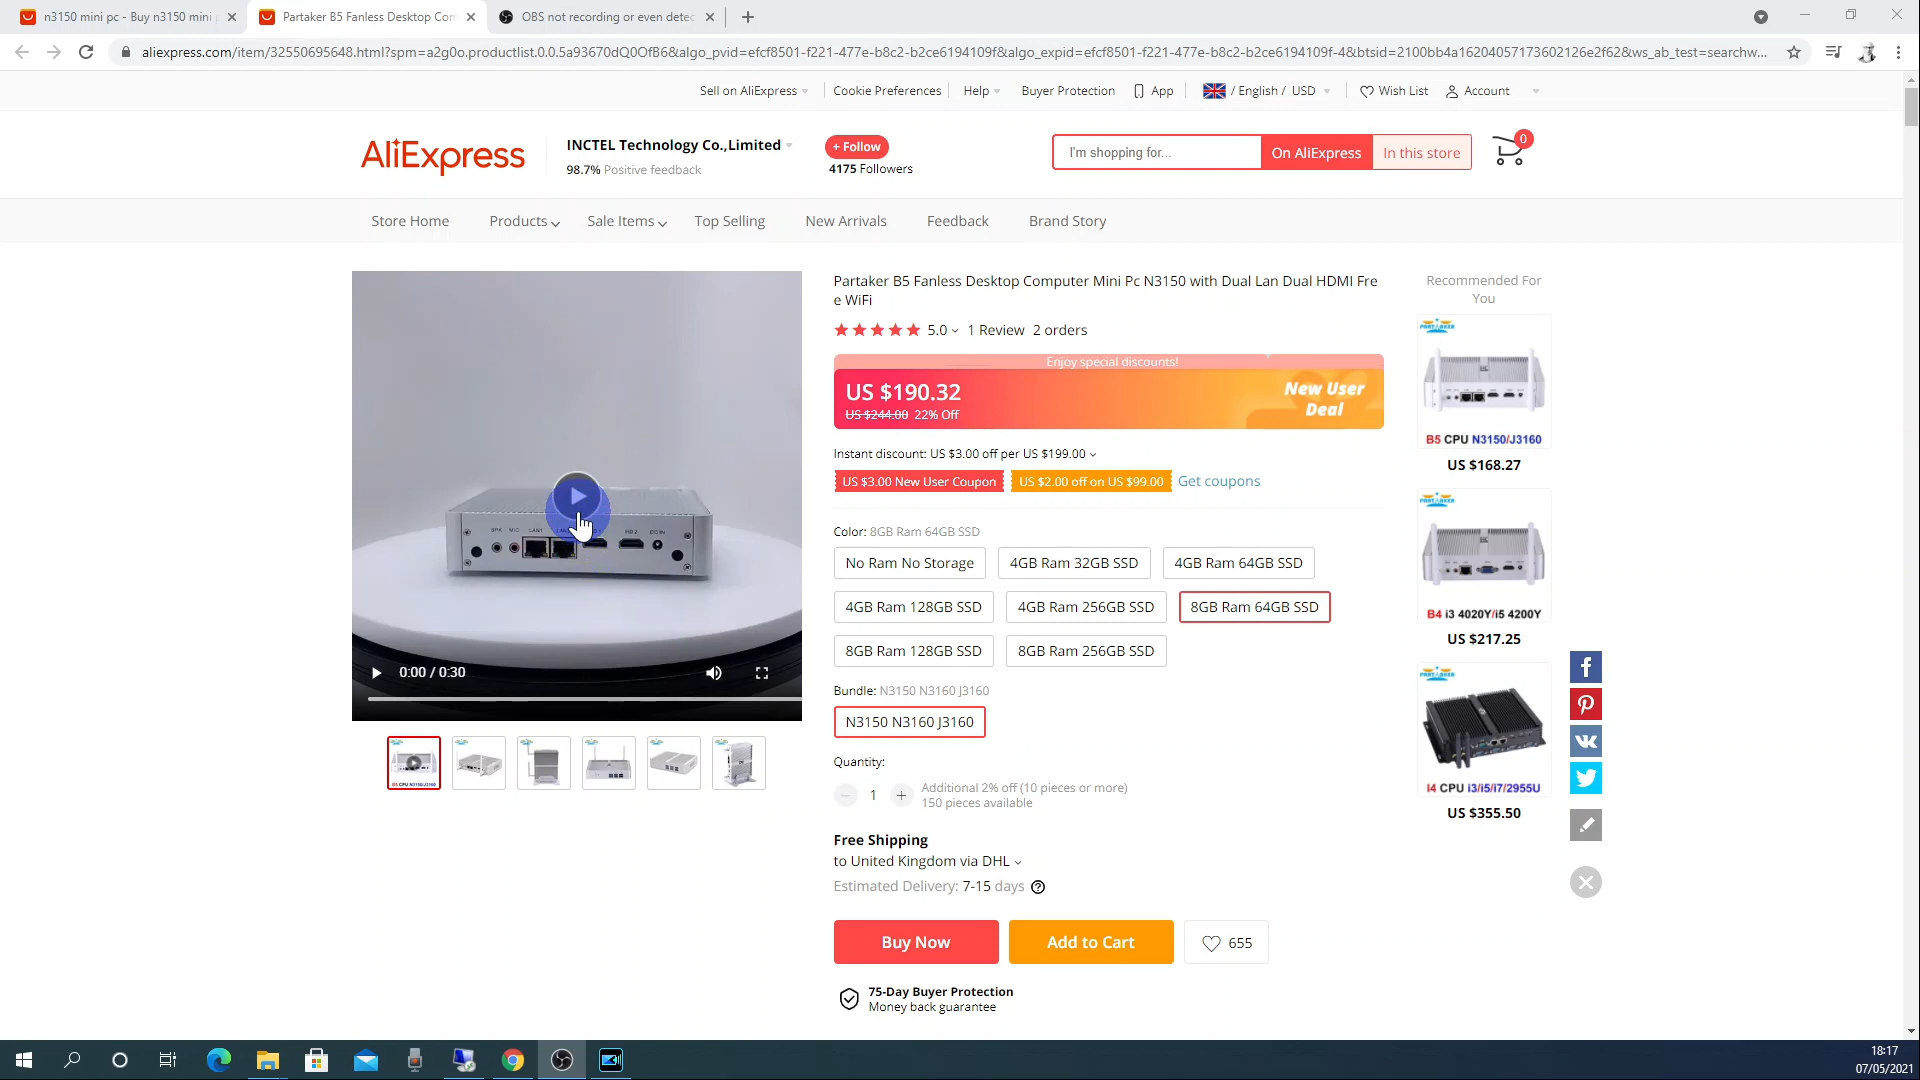 n3150 mini pc - Buy n3150 mini
Partaker B5 Fanless Desktop Com
OBS not recording or even detec
aliexpress.com/item/32550695648.html?spm=a2g0o.productlist.0.0.5a93670dQ0OfB6&algo_pvid=efcf8501-f221-477e-b8c2-b2ce6194109f&algo_expid=efcf8501-f221-477e-b8c2-b2ce6194109f-4&btsid=2100bb4a16204057173602126e2f62&ws_ab_test=searchw...
Sell on AliExpress
Cookie Preferences
Help
Buyer Protection
App
/ English / USD
Wish List
Account
AliExpress
INCTEL Technology Co.,Limited
98.7% Positive feedback
+ Follow
4175 Followers
I'm shopping for...
On AliExpress
In this store
0
Store Home
Products
Sale Items
Top Selling
New Arrivals
Feedback
Brand Story
Partaker B5 Fanless Desktop Computer Mini Pc N3150 with Dual Lan Dual HDMI Fre
e WiFi
5.0
1 Review
2 orders
Enjoy special discounts!
US $190.32
US $244.00 22% Off
New User
Deal
Instant discount: US $3.00 off per US $199.00
US $3.00 New User Coupon
US $2.00 off on US $99.00
Get coupons
Color: 8GB Ram 64GB SSD
No Ram No Storage
4GB Ram 32GB SSD
4GB Ram 64GB SSD
4GB Ram 128GB SSD
4GB Ram 256GB SSD
8GB Ram 64GB SSD
8GB Ram 128GB SSD
8GB Ram 256GB SSD
Bundle: N3150 N3160 J3160
N3150 N3160 J3160
Quantity:
1
Additional 2% off (10 pieces or more)
150 pieces available
Free Shipping
to United Kingdom via DHL
Estimated Delivery: 7-15 days
Buy Now
Add to Cart
655
75-Day Buyer Protection
Money back guarantee
SPK MIC LAN1 HD 2 DC IN
0:00 / 0:30
B5 CPU N3150/J3160
Recommended For
You
PARTAKER
B5 CPU N3150/J3160
US $168.27
PARTAKER
B4 i3 4020Y/i5 4200Y
US $217.25
PARTAKER
I4 CPU i3/i5/i7/2955U
US $355.50
18:17
07/05/2021